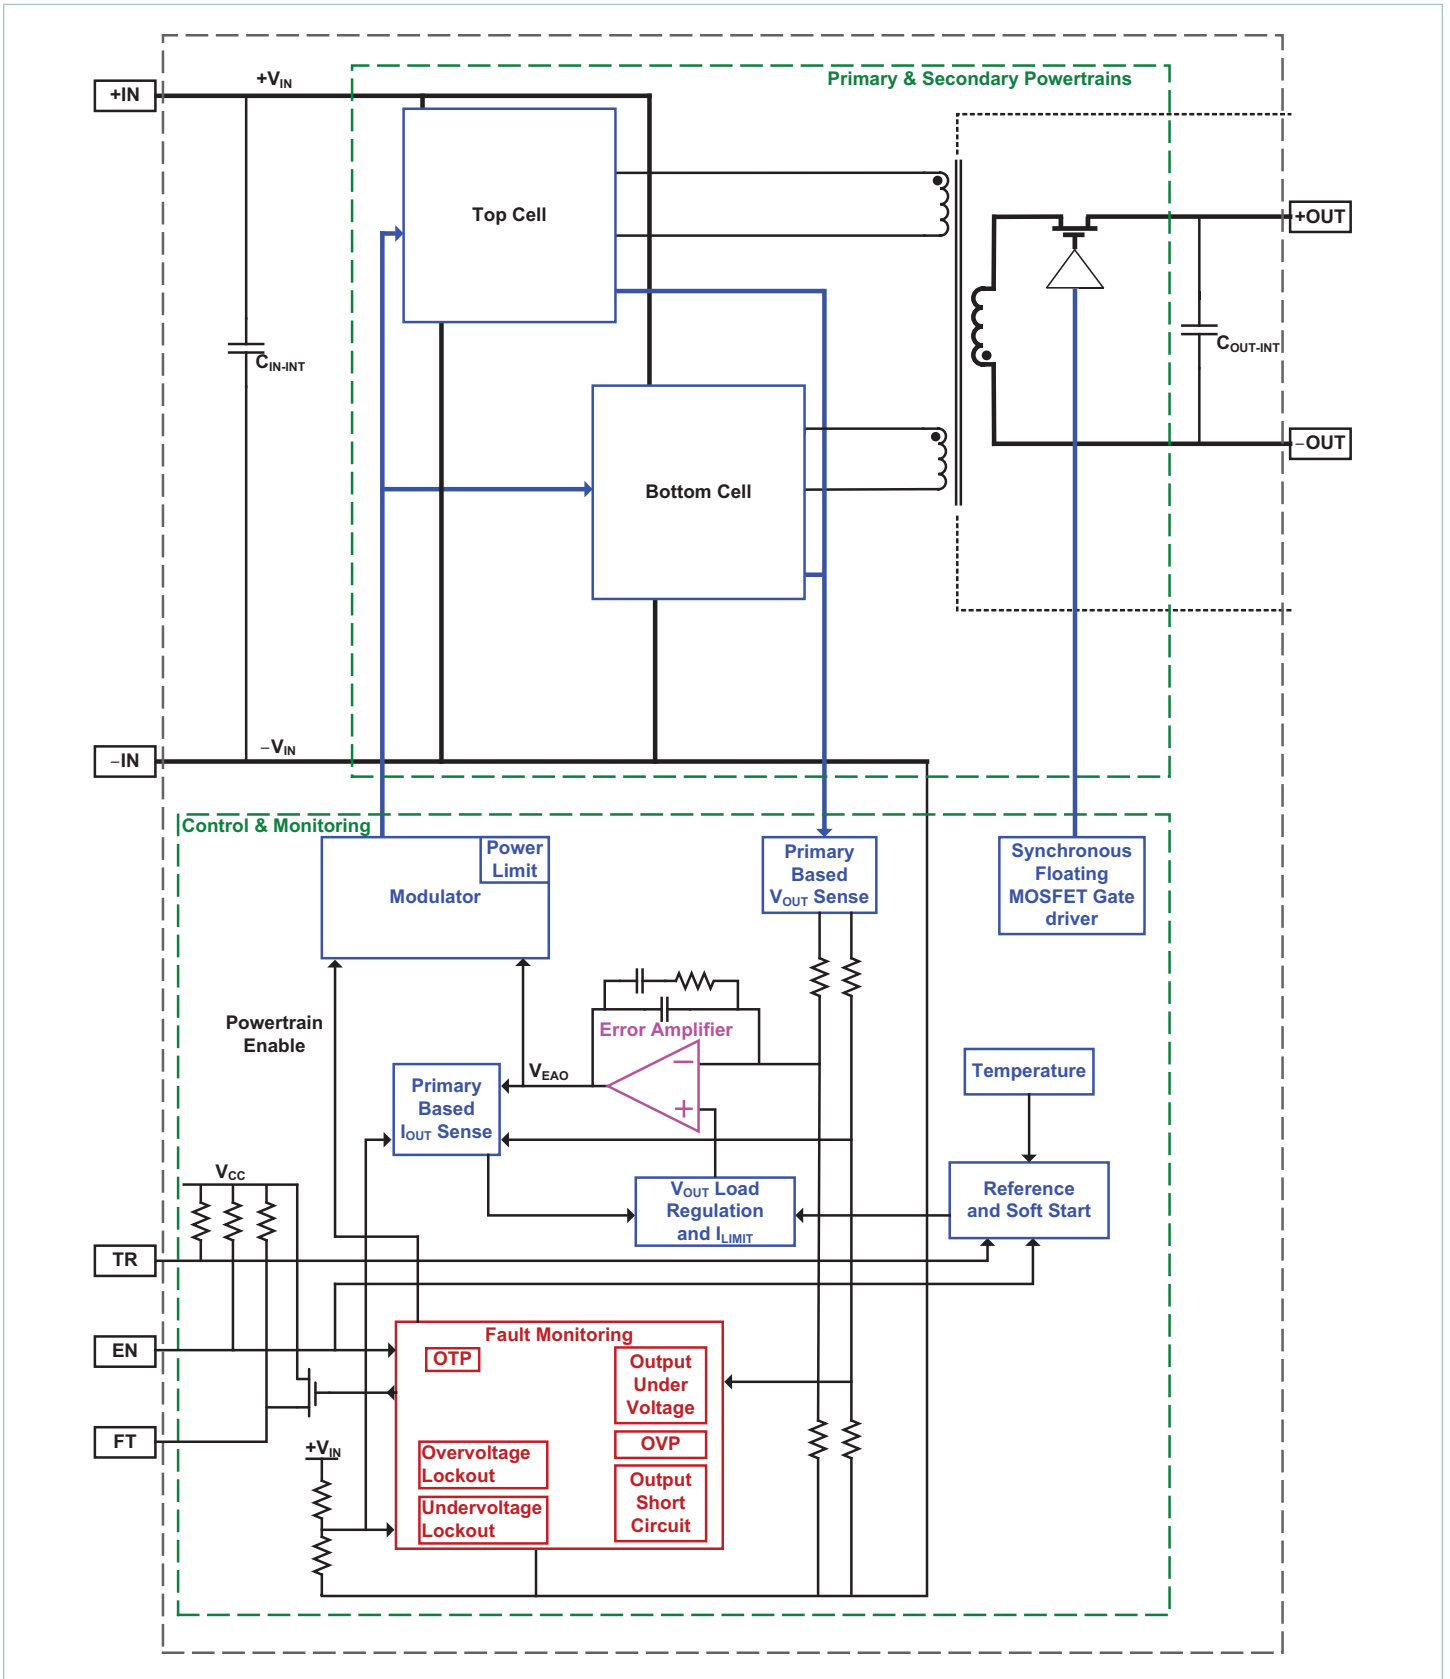 Primary & Secondary Powertrains
+IN
+VIN
Top Cell
+OUT
CIN-INT
COUT-INT
–OUT
Bottom Cell
–IN
–VIN
Control & Monitoring
Power
Limit
Modulator
Primary
Based
VOUT Sense
Synchronous
Floating
MOSFET Gate
driver
Powertrain
Enable
Error Amplifier
–
+
VEAO
Primary
Based
IOUT Sense
Temperature
VCC
VOUT Load
Regulation
and ILIMIT
Reference
and Soft Start
TR
EN
FT
Fault Monitoring
OTP
Output
Under
Voltage
+VIN
Overvoltage
Lockout
OVP
Undervoltage
Lockout
Output
Short
Circuit